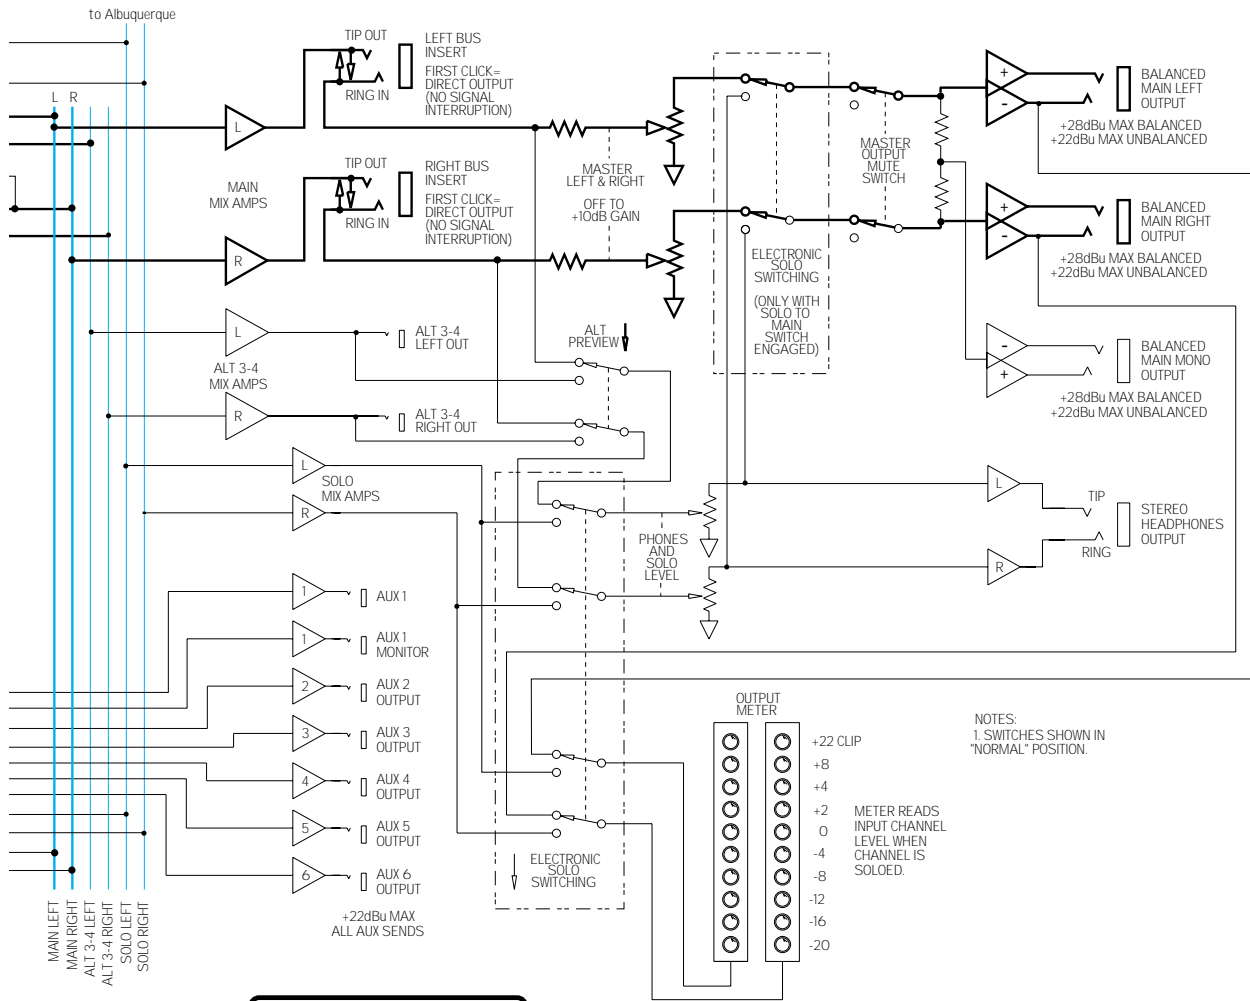 to Albuquerque
L R
TIP OUT
RING IN
LEFT BUS
INSERT
FIRST CLICK=
DIRECT OUTPUT
(NO SIGNAL
INTERRUPTION)
L
MAIN
MIX AMPS
TIP OUT
RING IN
RIGHT BUS
INSERT
FIRST CLICK=
DIRECT OUTPUT
(NO SIGNAL
INTERRUPTION)
R
MASTER
LEFT & RIGHT
OFF TO
+10dB GAIN
ELECTRONIC
SOLO
SWITCHING
(ONLY WITH
SOLO TO
MAIN
SWITCH
ENGAGED)
MASTER
OUTPUT
MUTE
SWITCH
+
-
BALANCED
MAIN LEFT
OUTPUT
+28dBu MAX BALANCED
+22dBu MAX UNBALANCED
+
-
BALANCED
MAIN RIGHT
OUTPUT
+28dBu MAX BALANCED
+22dBu MAX UNBALANCED
-
+
BALANCED
MAIN MONO
OUTPUT
+28dBu MAX BALANCED
+22dBu MAX UNBALANCED
L
ALT 3-4
LEFT OUT
ALT 3-4
MIX AMPS
R
ALT 3-4
RIGHT OUT
ALT
PREVIEW
L
SOLO
MIX AMPS
R
PHONES
AND
SOLO
LEVEL
L
R
TIP
RING
STEREO
HEADPHONES
OUTPUT
1
AUX 1
1
AUX 1
MONITOR
2
AUX 2
OUTPUT
3
AUX 3
OUTPUT
4
AUX 4
OUTPUT
5
AUX 5
OUTPUT
6
AUX 6
OUTPUT
+22dBu MAX
ALL AUX SENDS
ELECTRONIC
SOLO
SWITCHING
OUTPUT
METER
+22 CLIP
+8
+4
+2
0
-4
-8
-12
-16
-20
METER READS
INPUT CHANNEL
LEVEL WHEN
CHANNEL IS
SOLOED.
NOTES:
1. SWITCHES SHOWN IN
"NORMAL" POSITION.
MAIN LEFT
MAIN RIGHT
ALT 3-4 LEFT
ALT 3-4 RIGHT
SOLO LEFT
SOLO RIGHT